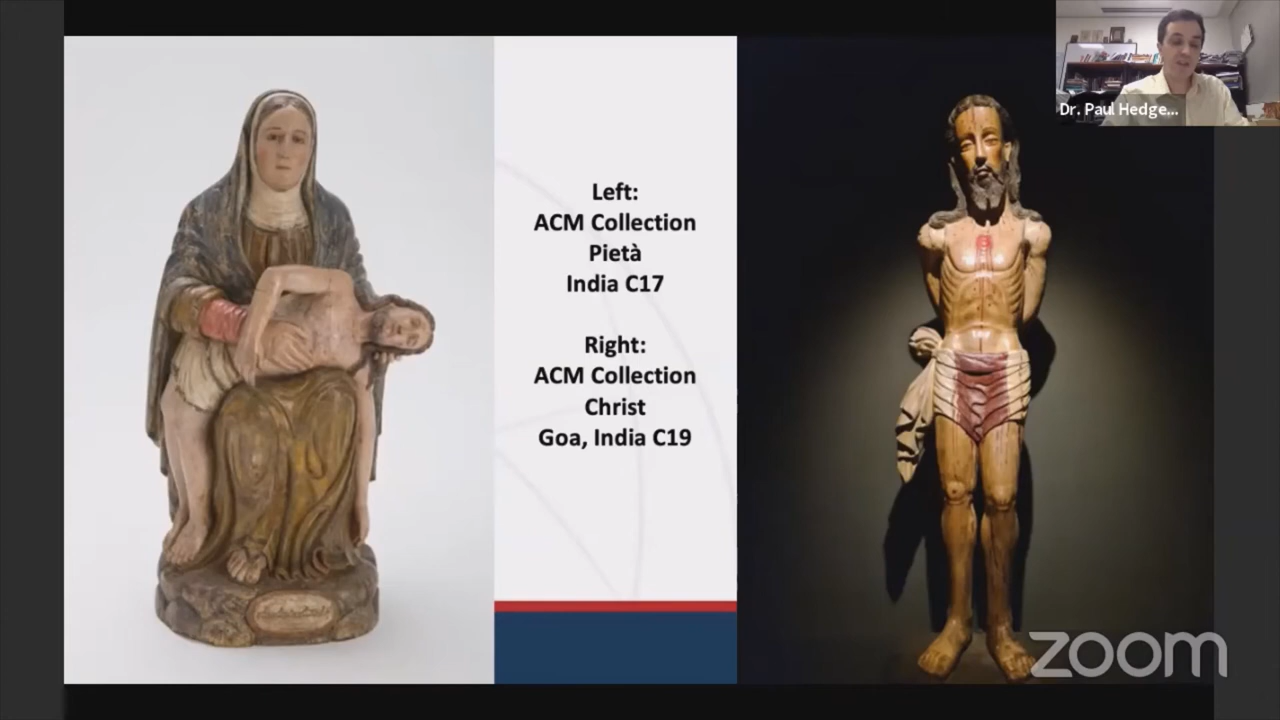 Left:
ACM Collection
Pietà
India C17
Right:
ACM Collection
Christ
Goa, India C19
Dr. Paul Hedge...
zoom